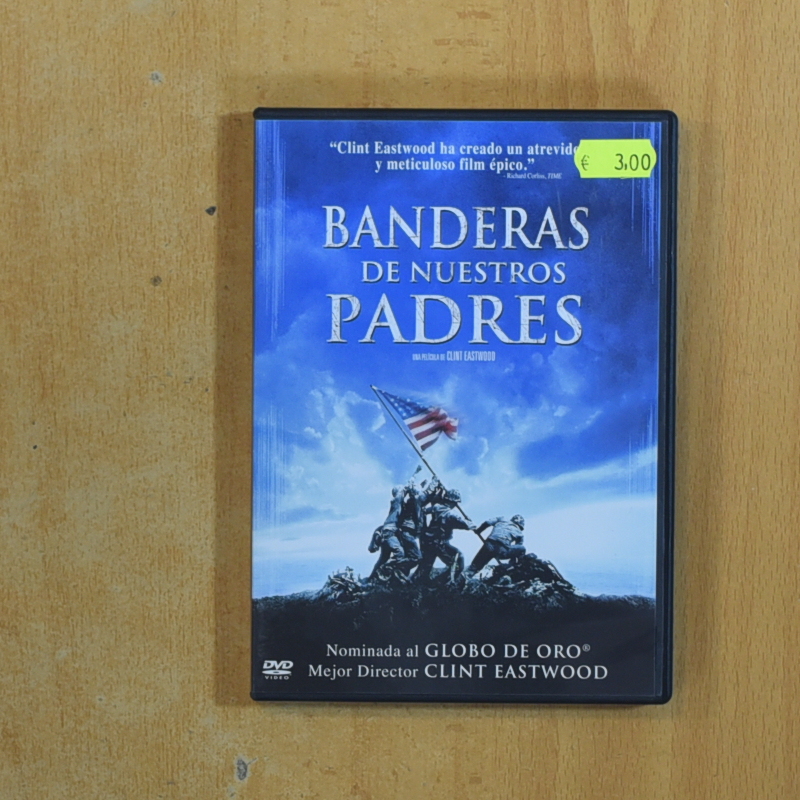 “Clint Eastwood ha creado un atrevido
y meticuloso film épico.”
- Richard Corliss, TIME
€ 3,00
BANDERAS
DE NUESTROS
PADRES
UNA PELÍCULA DE CLINT EASTWOOD
Nominada al GLOBO DE ORO®
Mejor Director CLINT EASTWOOD
DVD
VIDEO